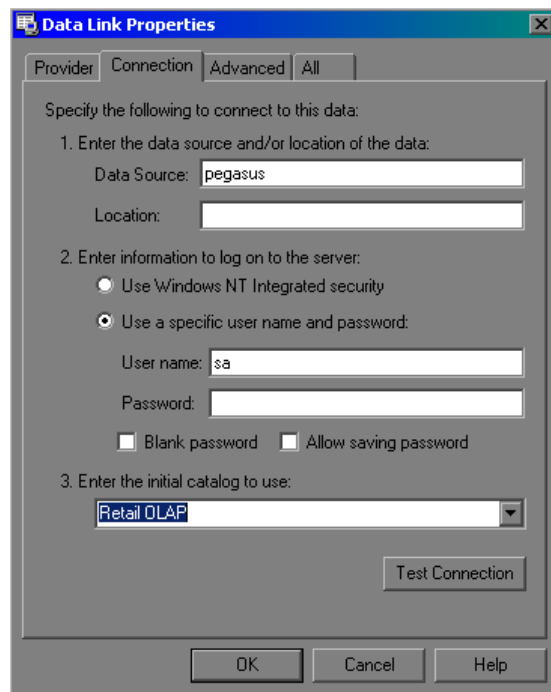 Data Link Properties
Provider Connection Advanced All
Specify the following to connect to this data:
1. Enter the data source and/or location of the data:
Data Source: pegasus
Location:
2. Enter information to log on to the server:
Use Windows NT Integrated security
Use a specific user name and password:
User name: sa
Password:
Blank password Allow saving password
3. Enter the initial catalog to use:
Retail OLAP
Test Connection
OK Cancel Help